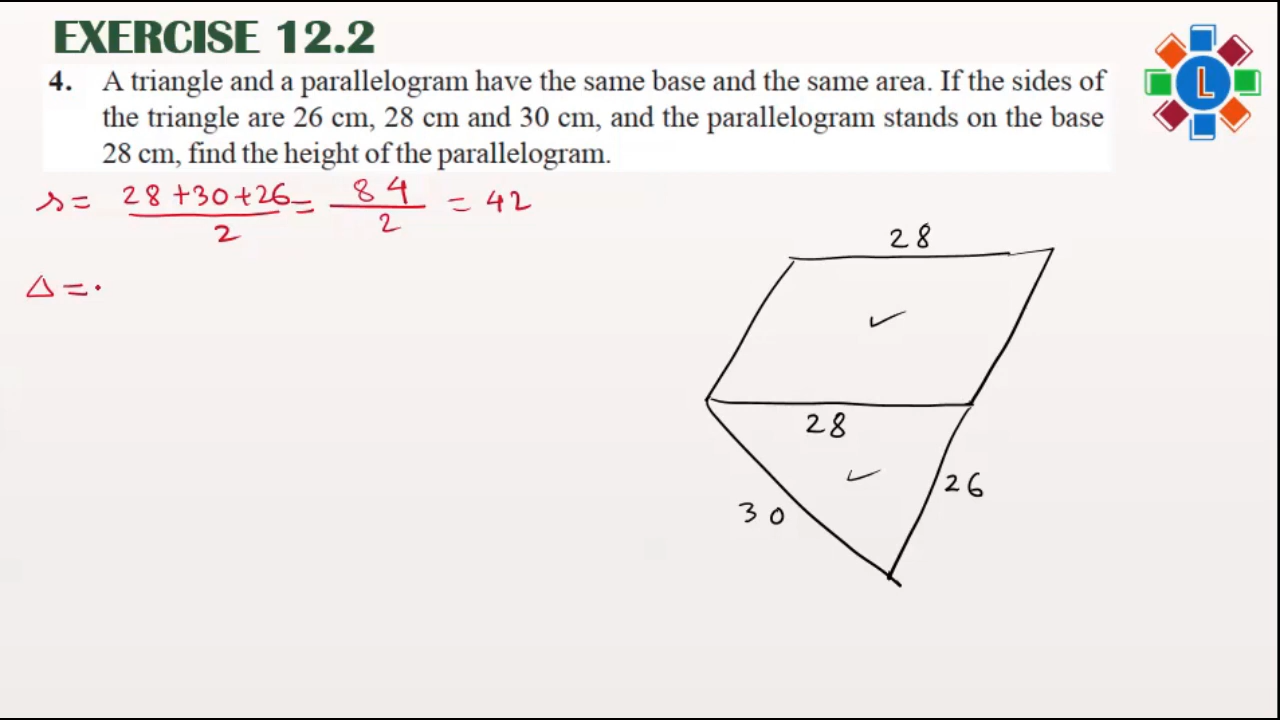 EXERCISE 12.2
4. A triangle and a parallelogram have the same base and the same area. If the sides of
the triangle are 26 cm, 28 cm and 30 cm, and the parallelogram stands on the base
28 cm, find the height of the parallelogram.
L
s = 28+30+26/2 = 84/2 = 42
Δ =
28
28
26
30